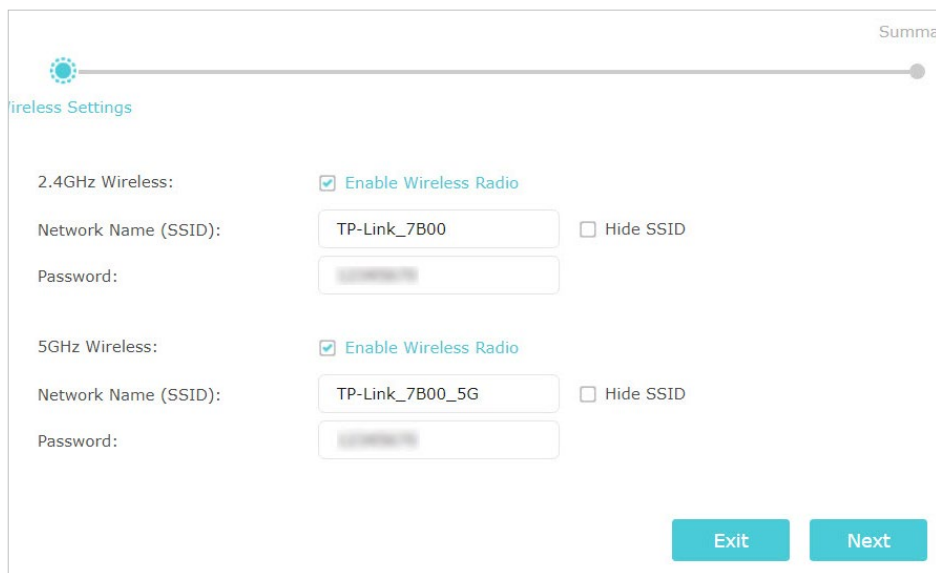 Summa
ireless Settings
2.4GHz Wireless: Enable Wireless Radio
Network Name (SSID): TP-Link_7B00 Hide SSID
Password:
5GHz Wireless: Enable Wireless Radio
Network Name (SSID): TP-Link_7B00_5G Hide SSID
Password:
Exit Next